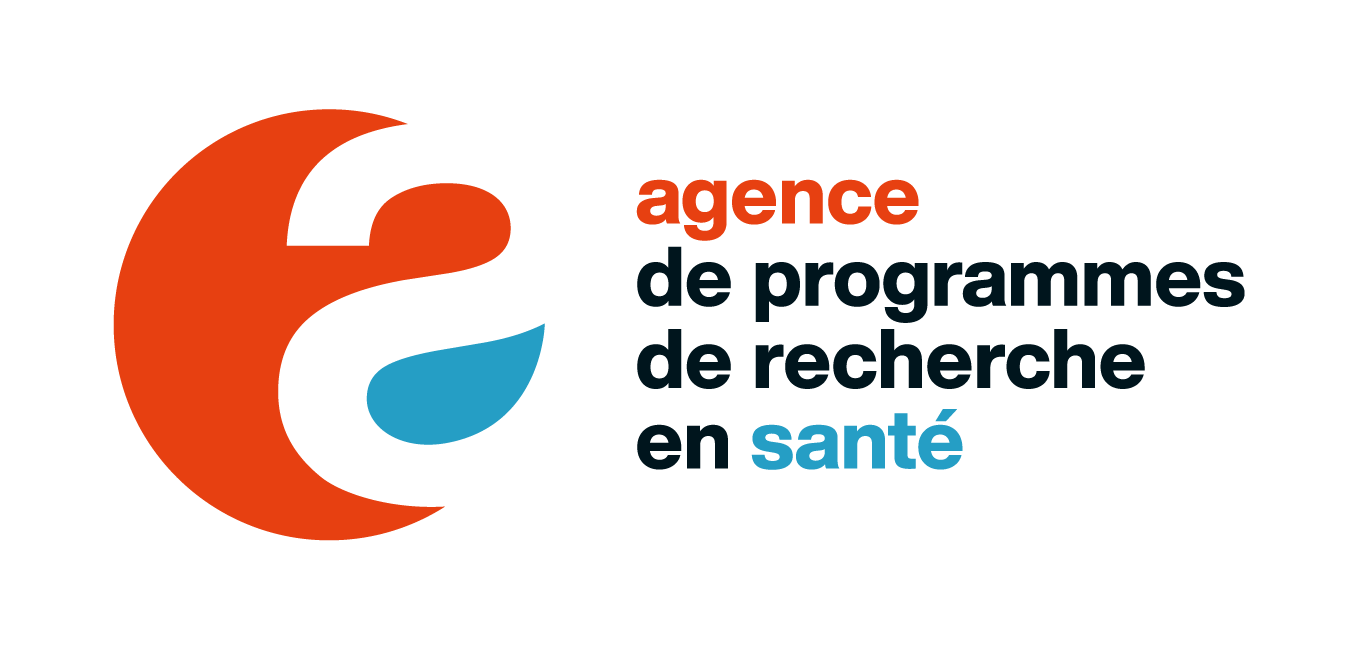 agence
de programmes
de recherche
en santé